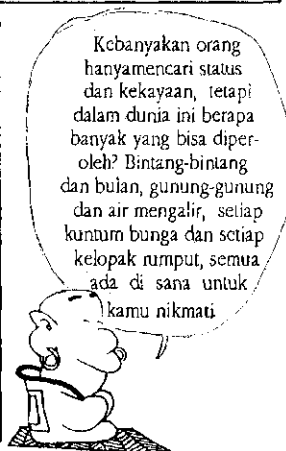 Kebanyakan orang
hanyamencari status
dan kekayaan, tetapi
dalam dunia ini berapa
banyak yang bisa diper-
oleh? Bintang-bintang
dan bulan, gunung-gunung
dan air mengalir, setiap
kuntum bunga dan setiap
kelopak rumput, semua
ada di sana untuk
kamu nikmati